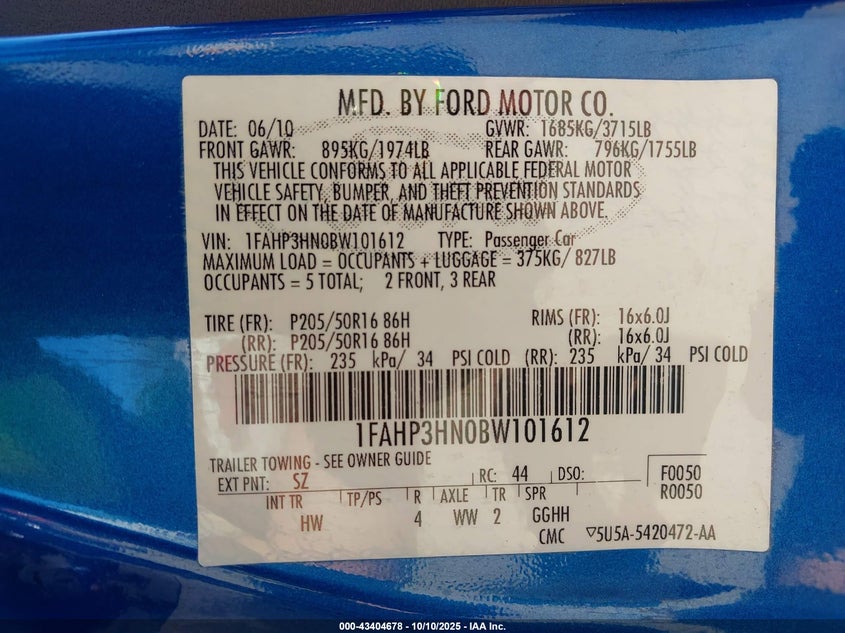 MFD. BY FORD MOTOR CO.
DATE: 06/10 GVWR: 1685KG/3715LB
FRONT GAWR: 895KG/1974LB REAR GAWR: 796KG/1755LB
THIS VEHICLE CONFORMS TO ALL APPLICABLE FEDERAL MOTOR
VEHICLE SAFETY, BUMPER, AND THEFT PREVENTION STANDARDS
IN EFFECT ON THE DATE OF MANUFACTURE SHOWN ABOVE.
VIN: 1FAHP3HN0BW101612 TYPE: Passenger Car
MAXIMUM LOAD = OCCUPANTS + LUGGAGE = 375KG/ 827LB
OCCUPANTS = 5 TOTAL; 2 FRONT, 3 REAR
TIRE (FR): P205/50R16 86H RIMS (FR): 16x6.0J
(RR): P205/50R16 86H (RR): 16x6.0J
PRESSURE (FR): 235 kPa/ 34 PSI COLD (RR): 235 kPa/ 34 PSI COLD
1FAHP3HN0BW101612
TRAILER TOWING - SEE OWNER GUIDE
EXT PNT: SZ RC: 44 DSO: F0050
R0050
INT TR TP/PS R AXLE TR SPR
HW 4 WW 2 GGHH
CMC ▽5U5A-5420472-AA
000-43404678 - 10/10/2025 - IAA Inc.